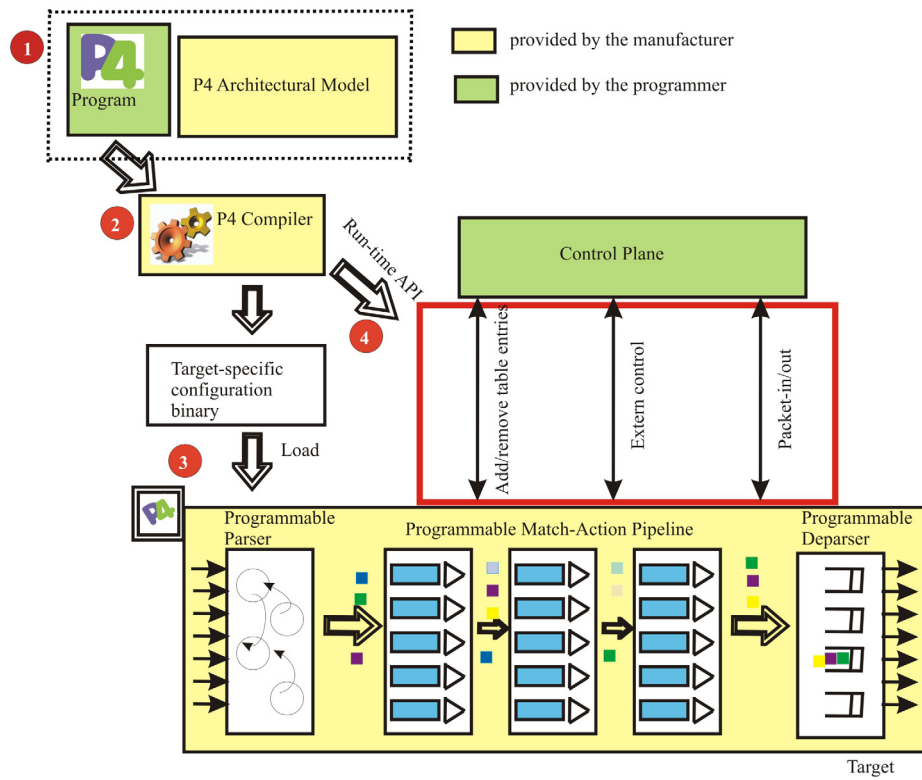 1
P4
Program
P4 Architectural Model
provided by the manufacturer
provided by the programmer
2
P4 Compiler
Run-time API
4
Control Plane
Target-specific
configuration
binary
Add/remove table entries
Extern control
Packet-in/out
3
Load
P4
Programmable
Parser
Programmable Match-Action Pipeline
Programmable
Deparser
Target